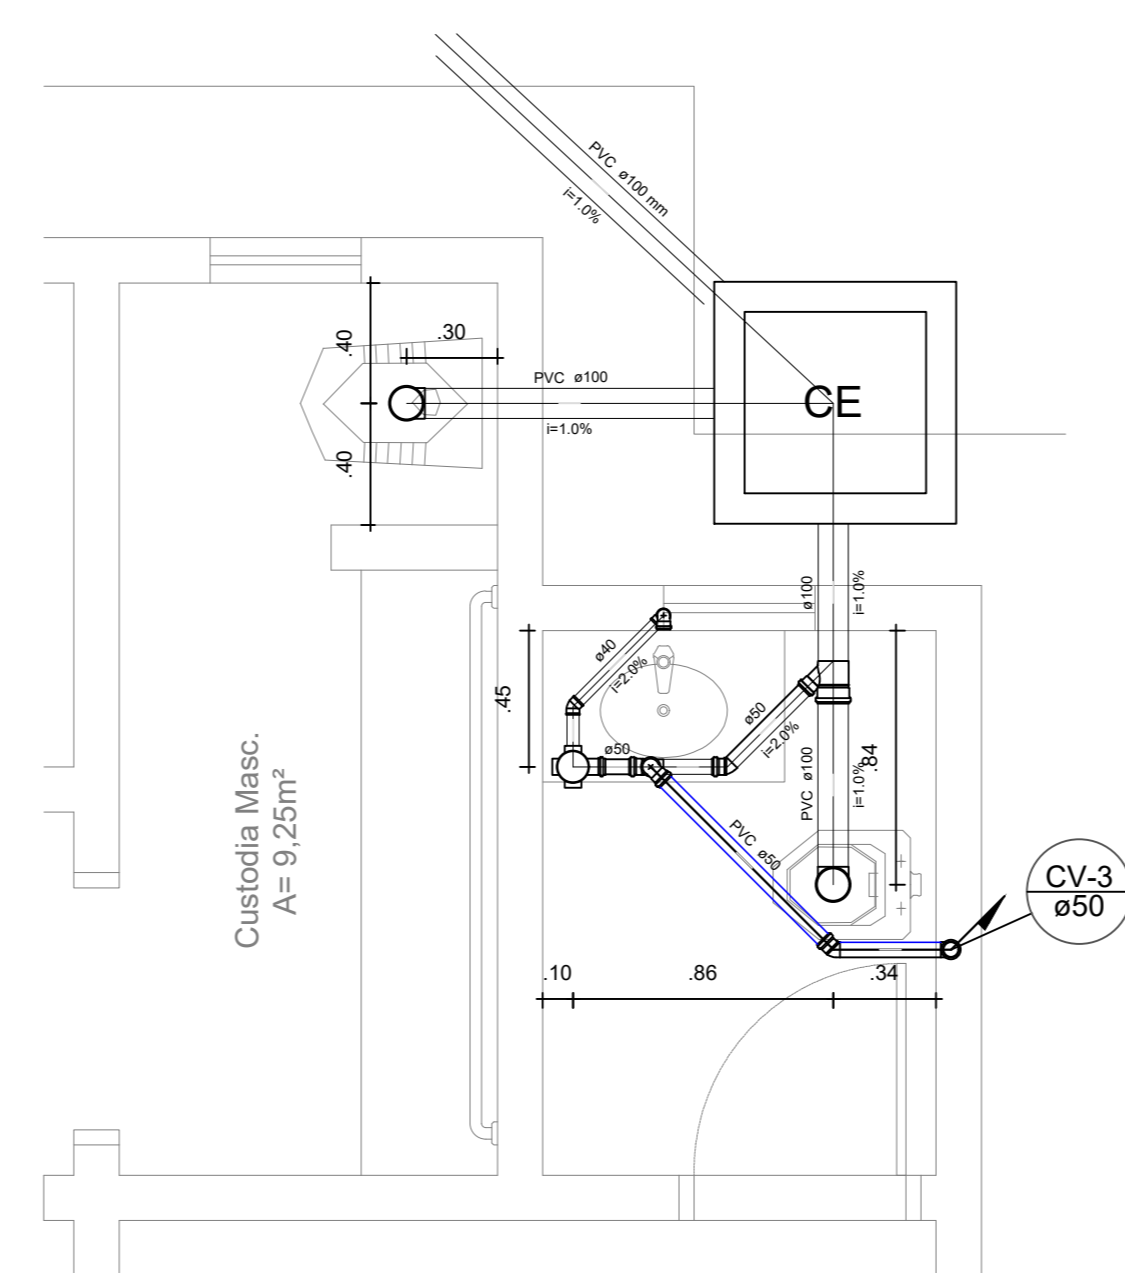 PVC ø100 mm
i=1.0%
.40
.30
PVC ø100
CE
i=1.0%
.40
ø100
i=1.0%
ø40
i=2.0%
.45
ø50
ø50
i=2.0%
PVC ø100
i=1.0%
.84
Custodia Masc.
A= 9,25m²
PVC ø50
CV-3
ø50
.10
.86
.34